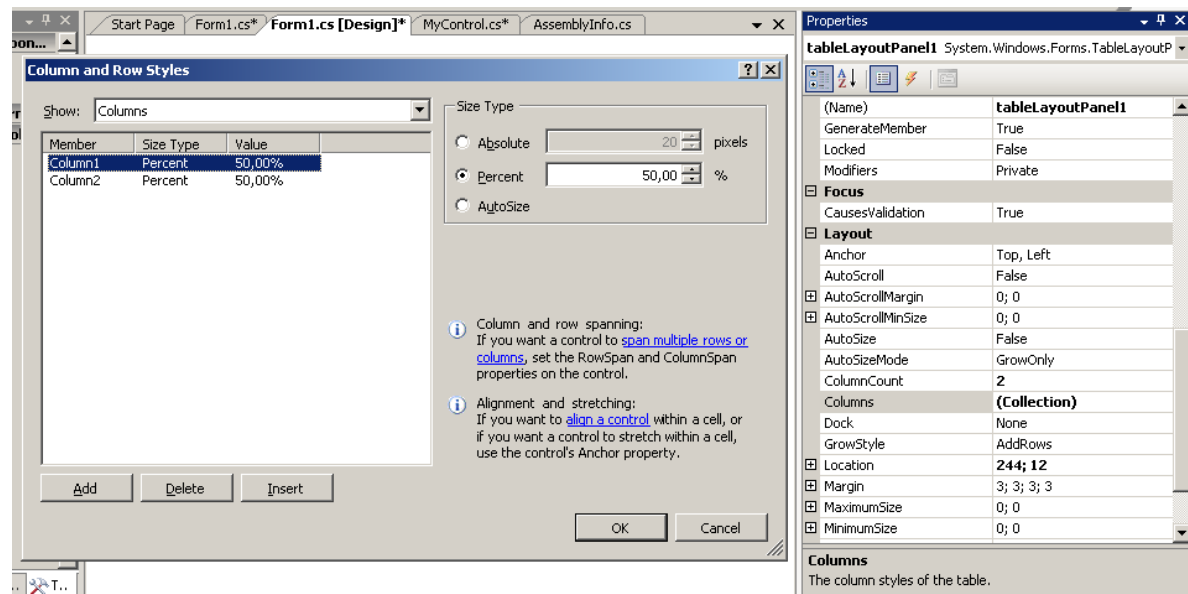 Start Page Form1.cs* Form1.cs [Design]* MyControl.cs* AssemblyInfo.cs
Column and Row Styles
Show: Columns
Member Size Type Value
Column1 Percent 50,00%
Column2 Percent 50,00%
Add Delete Insert
Size Type
Absolute 20 pixels
Percent 50,00 %
AutoSize
Column and row spanning:
If you want a control to span multiple rows or
columns, set the RowSpan and ColumnSpan
properties on the control.
Alignment and stretching:
If you want to align a control within a cell, or
if you want a control to stretch within a cell,
use the control's Anchor property.
OK Cancel
T..
Properties
tableLayoutPanel1 System.Windows.Forms.TableLayoutP
(Name) tableLayoutPanel1
GenerateMember True
Locked False
Modifiers Private
Focus
CausesValidation True
Layout
Anchor Top, Left
AutoScroll False
AutoScrollMargin 0; 0
AutoScrollMinSize 0; 0
AutoSize False
AutoSizeMode GrowOnly
ColumnCount 2
Columns (Collection)
Dock None
GrowStyle AddRows
Location 244; 12
Margin 3; 3; 3; 3
MaximumSize 0; 0
MinimumSize 0; 0
Columns
The column styles of the table.